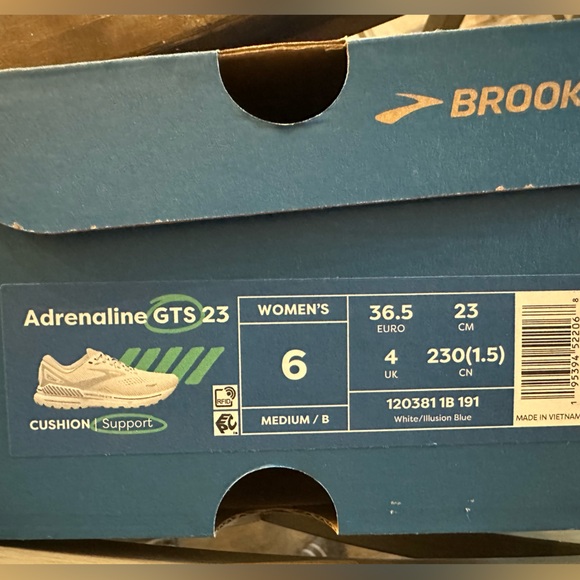 BROOK
Adrenaline GTS 23
CUSHION | Support
RFID
WOMEN'S
6
MEDIUM / B
36.5
EURO
23
CM
4
UK
230(1.5)
CN
120381 1B 191
White/Illusion Blue
MADE IN VIETNAM